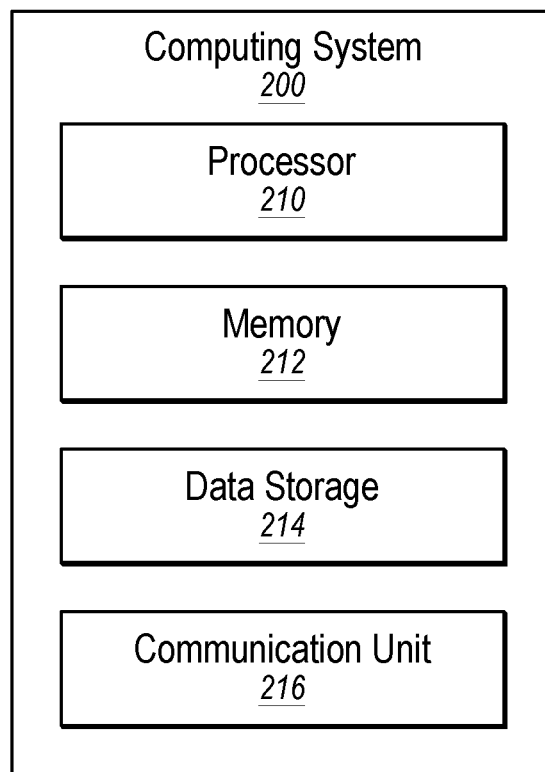 Computing System
200
Processor
210
Memory
212
Data Storage
214
Communication Unit
216